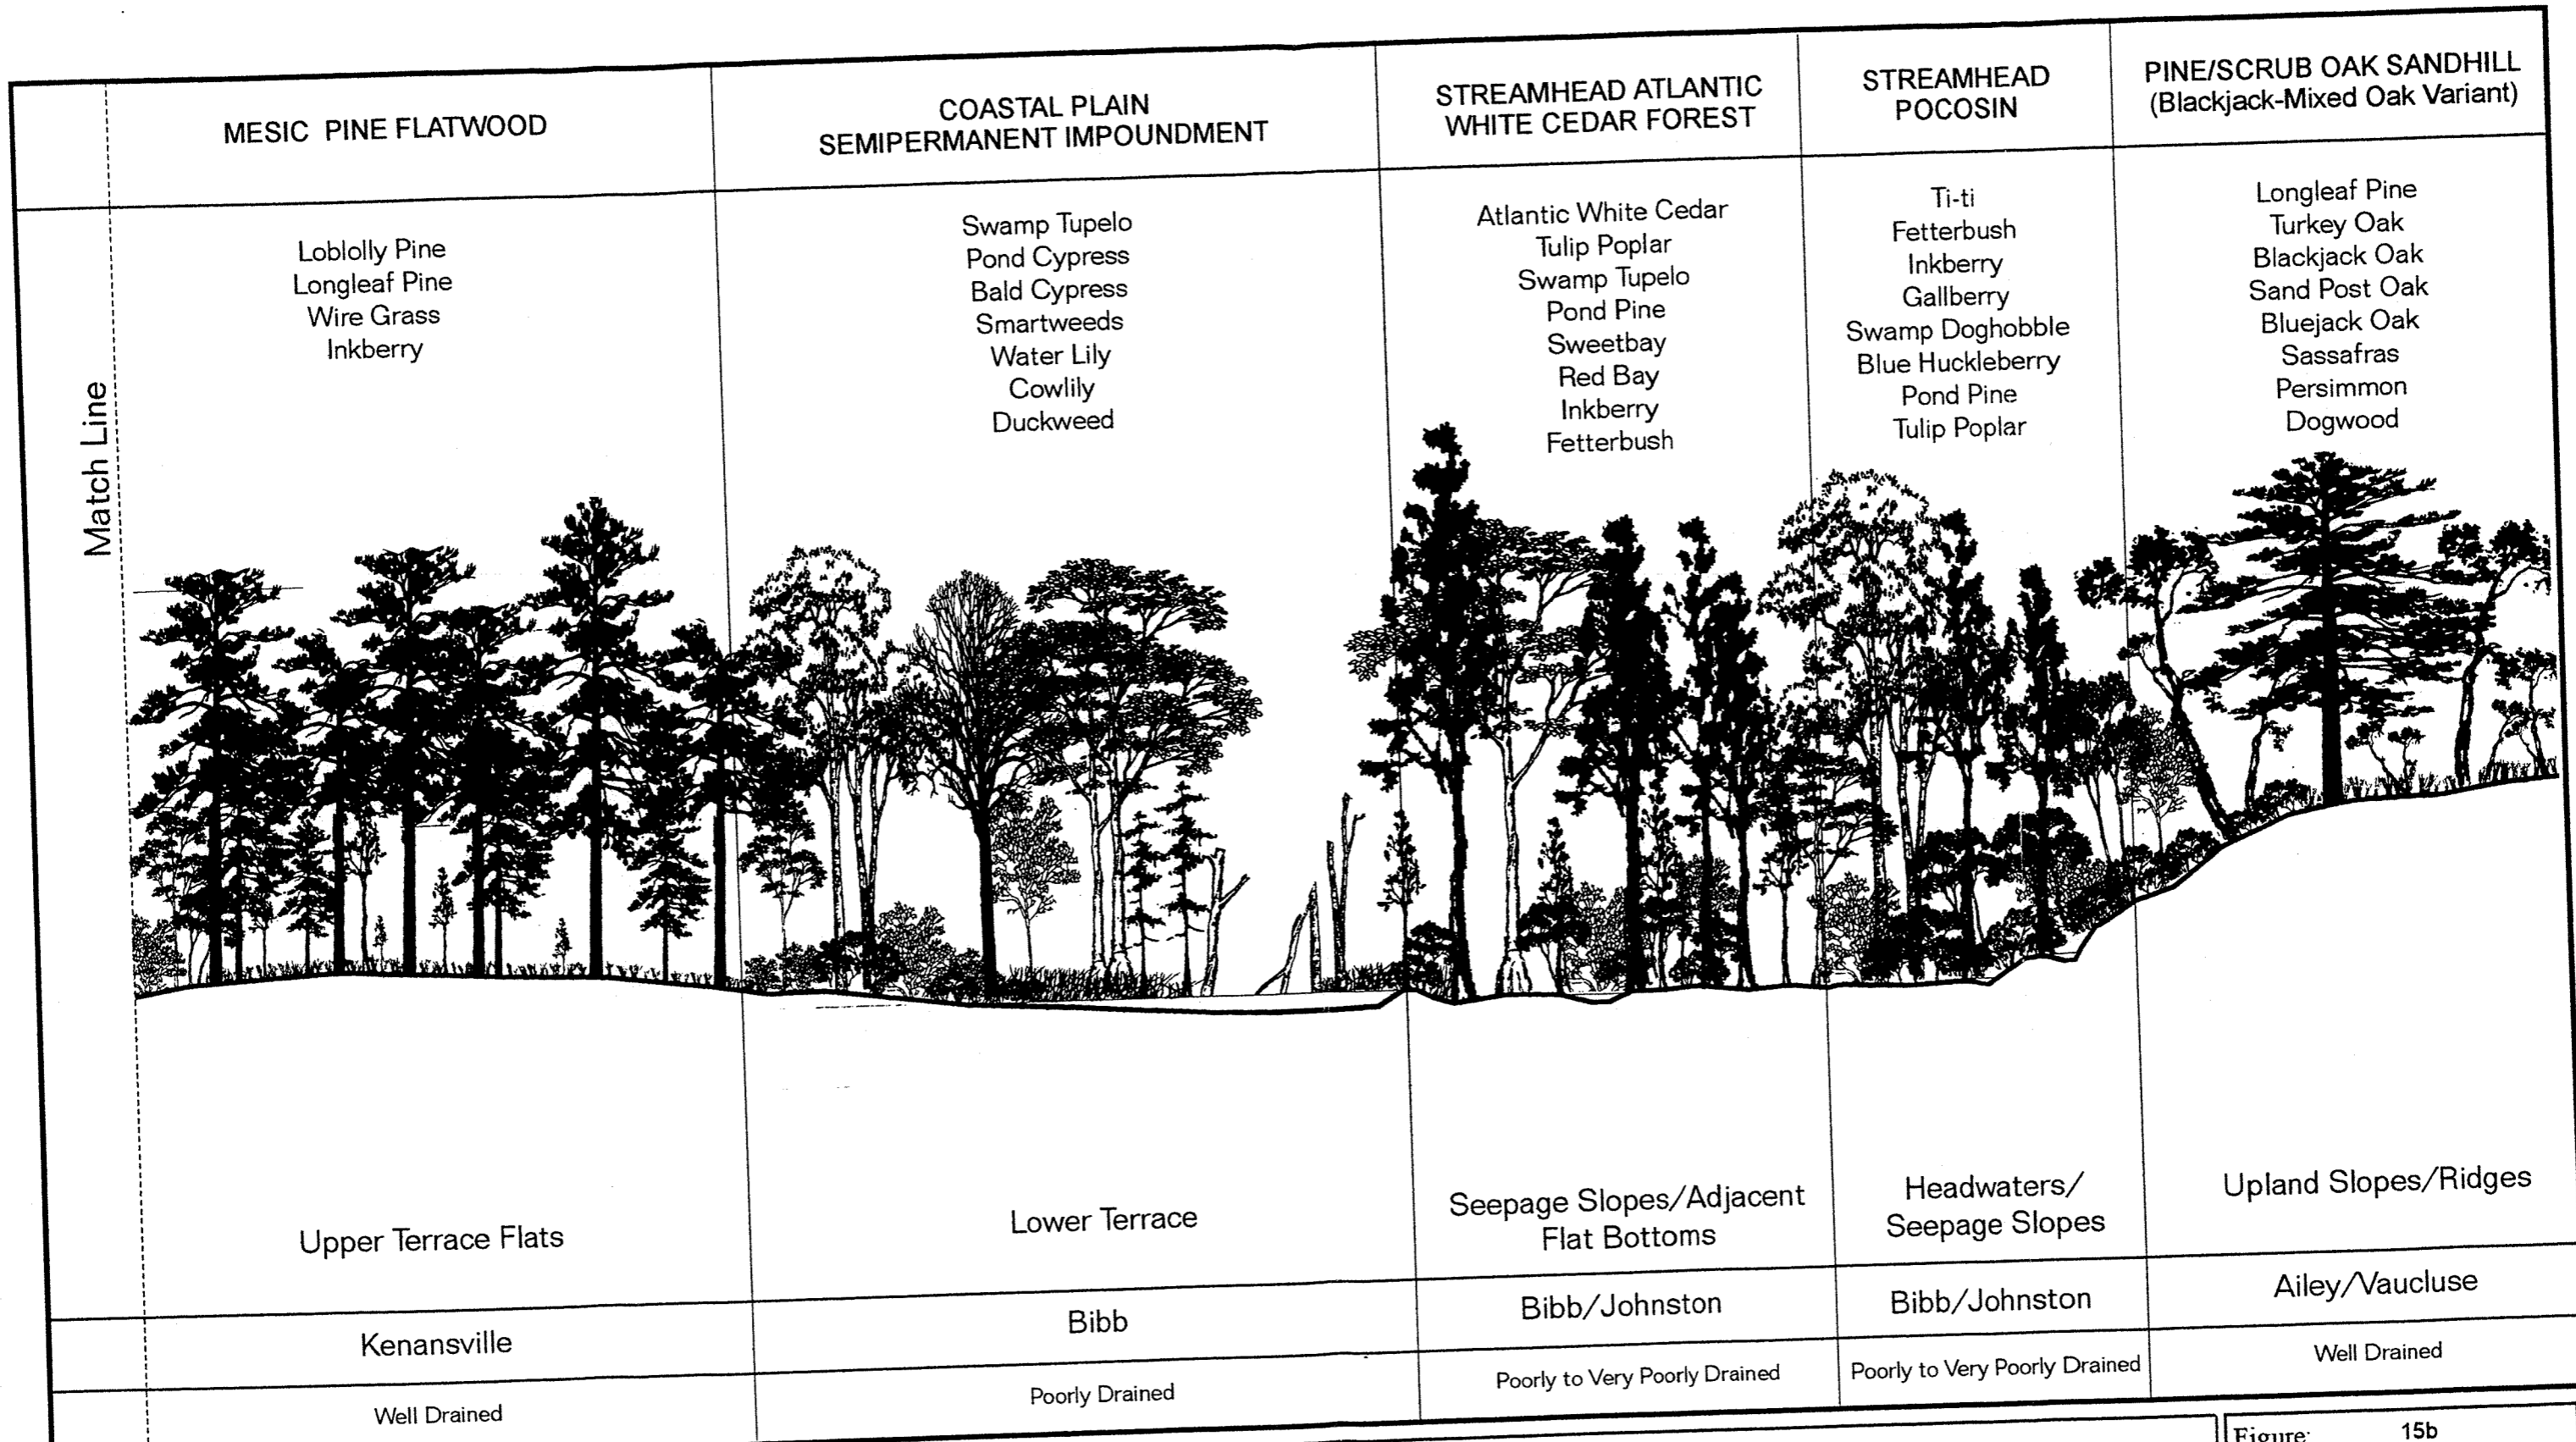 Match Line
MESIC PINE FLATWOOD
Loblolly Pine
Longleaf Pine
Wire Grass
Inkberry
Upper Terrace Flats
Kenansville
Well Drained
COASTAL PLAIN
SEMIPERMANENT IMPOUNDMENT
Swamp Tupelo
Pond Cypress
Bald Cypress
Smartweeds
Water Lily
Cowlily
Duckweed
Lower Terrace
Bibb
Poorly Drained
STREAMHEAD ATLANTIC
WHITE CEDAR FOREST
Atlantic White Cedar
Tulip Poplar
Swamp Tupelo
Pond Pine
Sweetbay
Red Bay
Inkberry
Fetterbush
Seepage Slopes/Adjacent
Flat Bottoms
Bibb/Johnston
Poorly to Very Poorly Drained
STREAMHEAD
POCOSIN
Ti-ti
Fetterbush
Inkberry
Gallberry
Swamp Doghobble
Blue Huckleberry
Pond Pine
Tulip Poplar
Headwaters/
Seepage Slopes
Bibb/Johnston
Poorly to Very Poorly Drained
PINE/SCRUB OAK SANDHILL
(Blackjack-Mixed Oak Variant)
Longleaf Pine
Turkey Oak
Blackjack Oak
Sand Post Oak
Bluejack Oak
Sassafras
Persimmon
Dogwood
Upland Slopes/Ridges
Ailey/Vaucluse
Well Drained
Figure: 15b